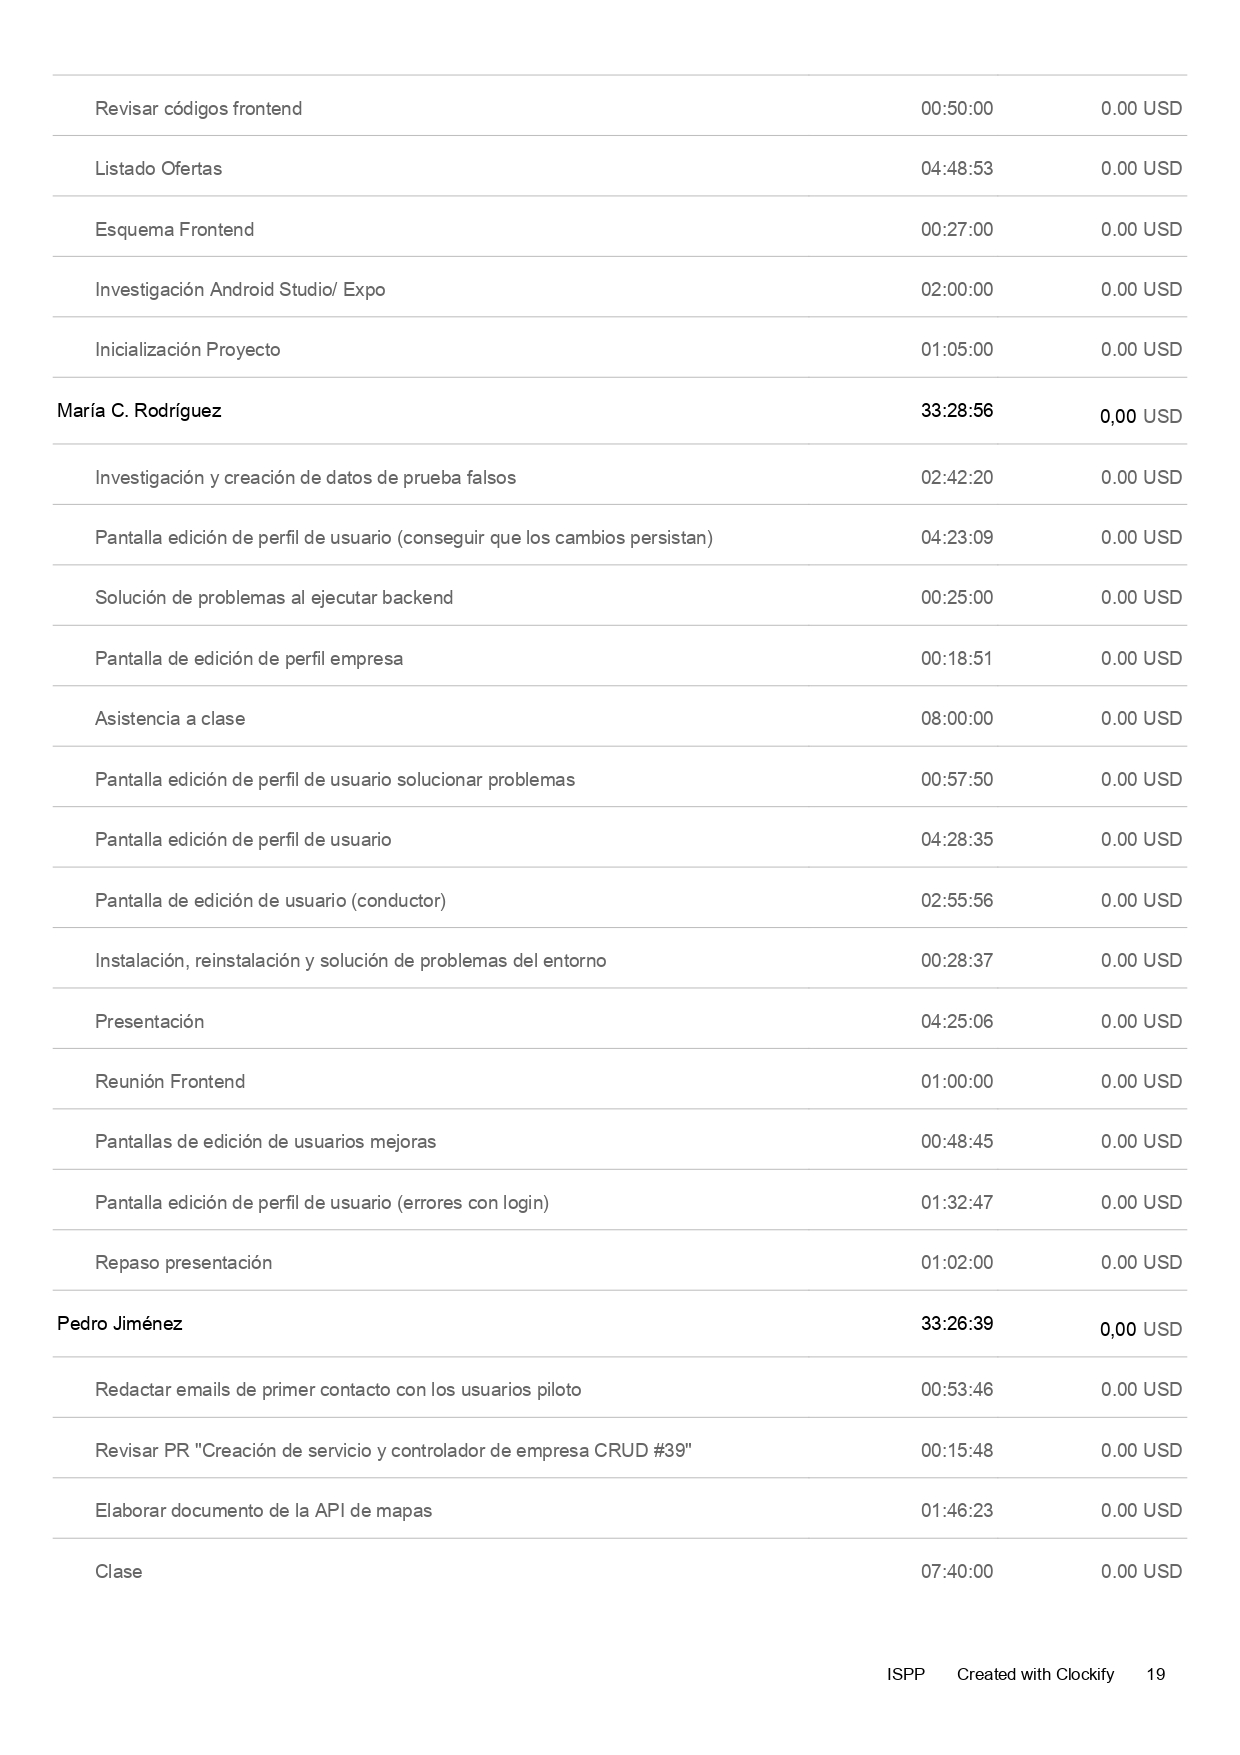 Revisar códigos frontend 00:50:00 0.00 USD
Listado Ofertas 04:48:53 0.00 USD
Esquema Frontend 00:27:00 0.00 USD
Investigación Android Studio/ Expo 02:00:00 0.00 USD
Inicialización Proyecto 01:05:00 0.00 USD
María C. Rodríguez 33:28:56 0,00 USD
Investigación y creación de datos de prueba falsos 02:42:20 0.00 USD
Pantalla edición de perfil de usuario (conseguir que los cambios persistan) 04:23:09 0.00 USD
Solución de problemas al ejecutar backend 00:25:00 0.00 USD
Pantalla de edición de perfil empresa 00:18:51 0.00 USD
Asistencia a clase 08:00:00 0.00 USD
Pantalla edición de perfil de usuario solucionar problemas 00:57:50 0.00 USD
Pantalla edición de perfil de usuario 04:28:35 0.00 USD
Pantalla de edición de usuario (conductor) 02:55:56 0.00 USD
Instalación, reinstalación y solución de problemas del entorno 00:28:37 0.00 USD
Presentación 04:25:06 0.00 USD
Reunión Frontend 01:00:00 0.00 USD
Pantallas de edición de usuarios mejoras 00:48:45 0.00 USD
Pantalla edición de perfil de usuario (errores con login) 01:32:47 0.00 USD
Repaso presentación 01:02:00 0.00 USD
Pedro Jiménez 33:26:39 0,00 USD
Redactar emails de primer contacto con los usuarios piloto 00:53:46 0.00 USD
Revisar PR "Creación de servicio y controlador de empresa CRUD #39" 00:15:48 0.00 USD
Elaborar documento de la API de mapas 01:46:23 0.00 USD
Clase 07:40:00 0.00 USD
ISPP Created with Clockify 19